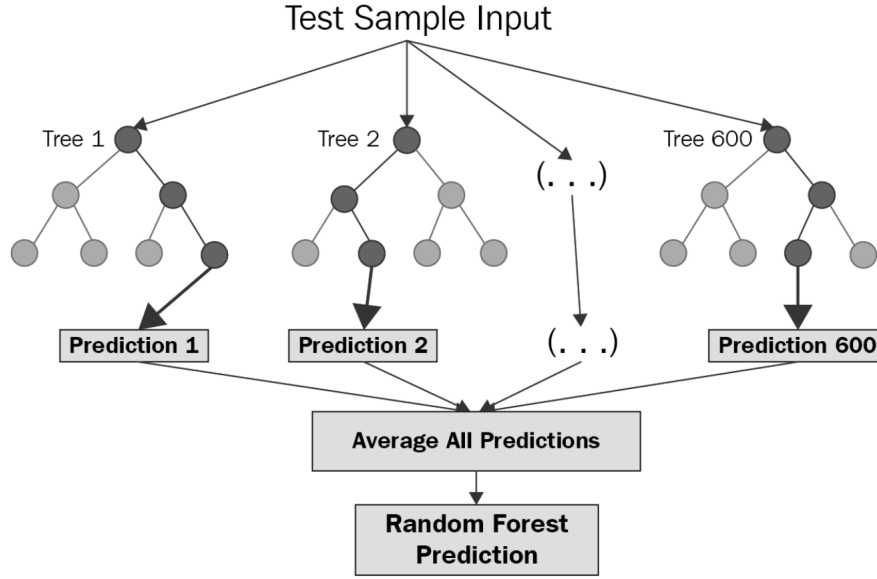 Test Sample Input
Tree 1
Tree 2
Tree 600
(. . .)
Prediction 1
Prediction 2
(. . .)
Prediction 600
Average All Predictions
Random Forest
Prediction